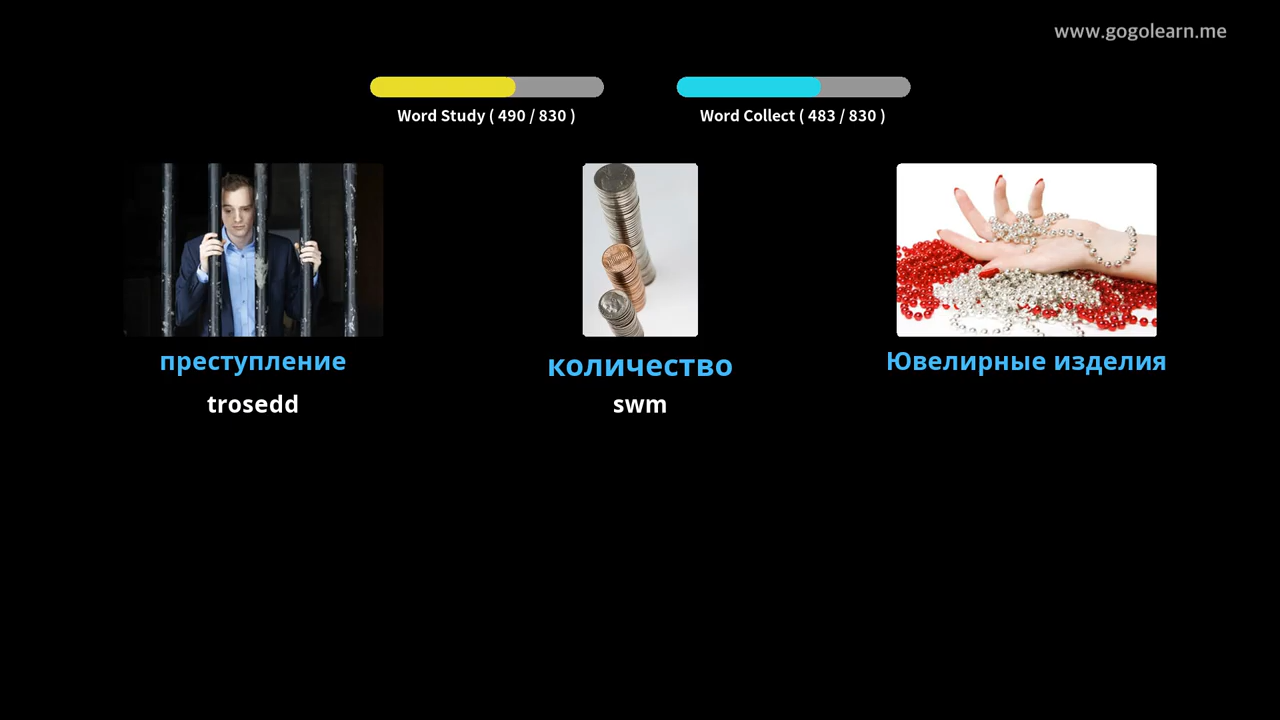 www.gogolearn.me
Word Study ( 490 / 830 )
Word Collect ( 483 / 830 )
преступление
количество
Ювелирные изделия
trosedd
swm